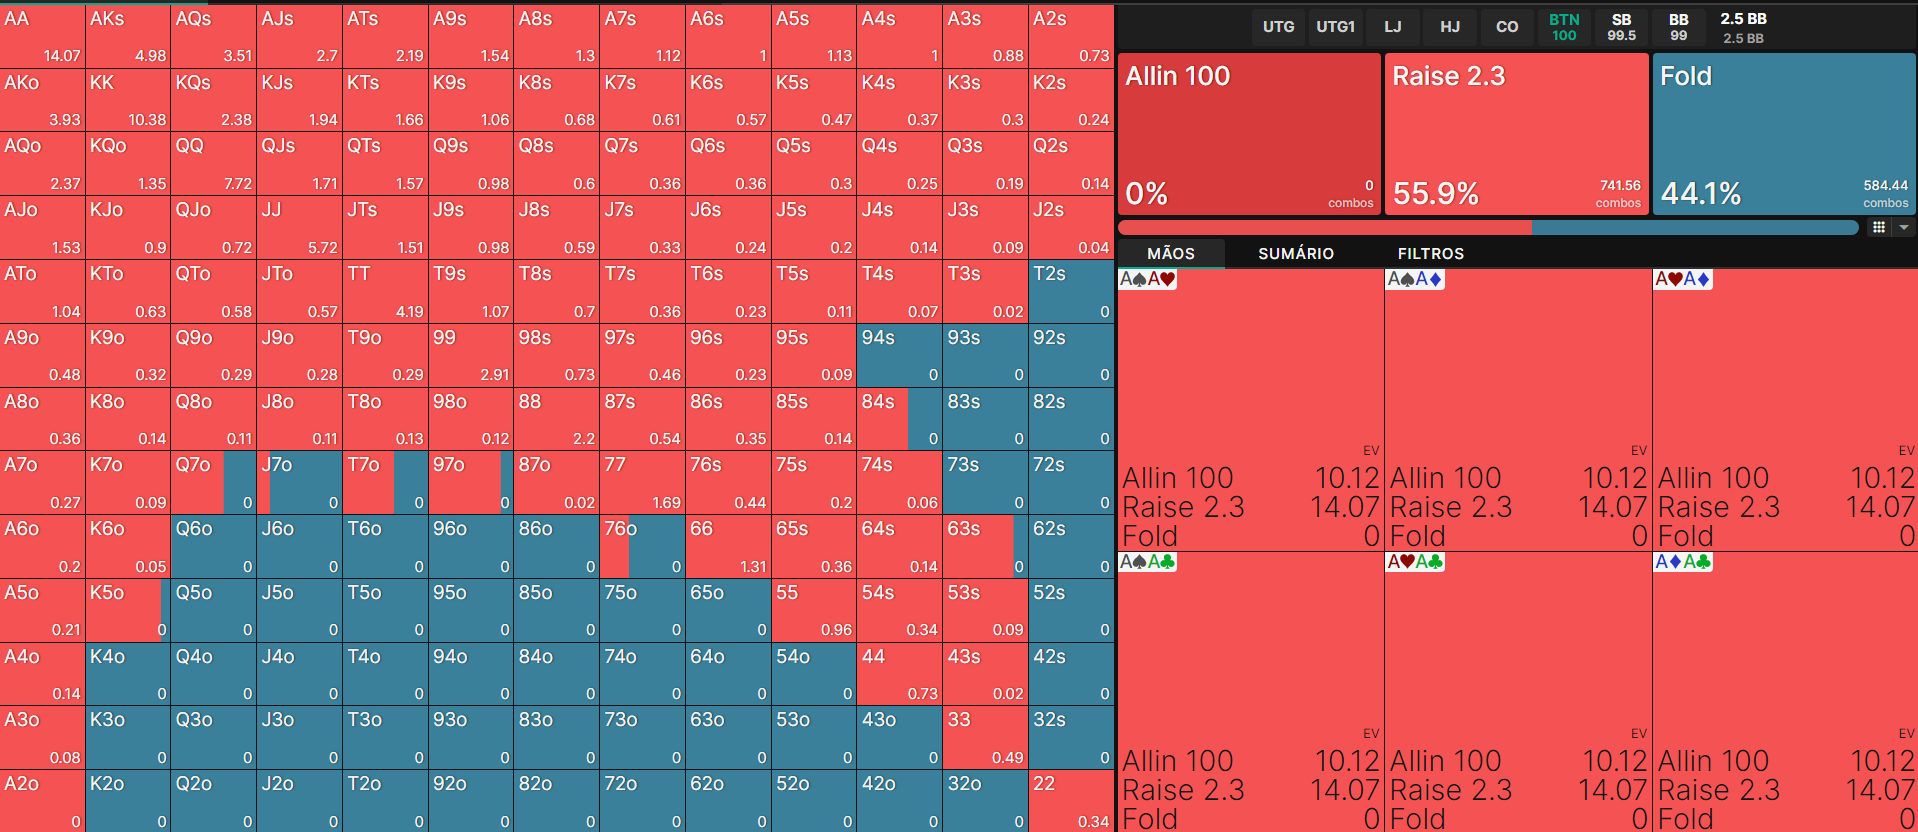 AA AKs AQs AJs ATs A9s A8s A7s A6s A5s A4s A3s A2s
14.07 4.98 3.51 2.7 2.19 1.54 1.3 1.12 1 1.13 1 0.88 0.73
AKo KK KQs KJs KTs K9s K8s K7s K6s K5s K4s K3s K2s
3.93 10.38 2.38 1.94 1.66 1.06 0.68 0.61 0.57 0.47 0.37 0.3 0.24
AQo KQo QQ QJs QTs Q9s Q8s Q7s Q6s Q5s Q4s Q3s Q2s
2.37 1.35 7.72 1.71 1.57 0.98 0.6 0.36 0.36 0.3 0.25 0.19 0.14
AJo KJo QJo JJ JTs J9s J8s J7s J6s J5s J4s J3s J2s
1.53 0.9 0.72 5.72 1.51 0.98 0.59 0.33 0.24 0.2 0.14 0.09 0.04
ATo KTo QTo JTo TT T9s T8s T7s T6s T5s T4s T3s T2s
1.04 0.63 0.58 0.57 4.19 1.07 0.7 0.36 0.23 0.11 0.07 0.02 0
A9o K9o Q9o J9o T9o 99 98s 97s 96s 95s 94s 93s 92s
0.48 0.32 0.29 0.28 0.29 2.91 0.73 0.46 0.23 0.09 0 0 0
A8o K8o Q8o J8o T8o 98o 88 87s 86s 85s 84s 83s 82s
0.36 0.14 0.11 0.11 0.13 0.12 2.2 0.54 0.35 0.14 0 0 0
A7o K7o Q7o J7o T7o 97o 87o 77 76s 75s 74s 73s 72s
0.27 0.09 0 0 0 0 0.02 1.69 0.44 0.2 0.06 0 0
A6o K6o Q6o J6o T6o 96o 86o 76o 66 65s 64s 63s 62s
0.2 0.05 0 0 0 0 0 0 1.31 0.36 0.14 0 0
A5o K5o Q5o J5o T5o 95o 85o 75o 65o 55 54s 53s 52s
0.21 0 0 0 0 0 0 0 0 0.96 0.34 0.09 0
A4o K4o Q4o J4o T4o 94o 84o 74o 64o 54o 44 43s 42s
0.14 0 0 0 0 0 0 0 0 0 0.73 0.02 0
A3o K3o Q3o J3o T3o 93o 83o 73o 63o 53o 43o 33 32s
0.08 0 0 0 0 0 0 0 0 0 0 0.49 0
A2o K2o Q2o J2o T2o 92o 82o 72o 62o 52o 42o 32o 22
0 0 0 0 0 0 0 0 0 0 0 0 0.34
UTG UTG1 LJ HJ CO BTN SB BB 2.5 BB
100 99.5 99 2.5 BB
Allin 100 Raise 2.3 Fold
0 741.56 584.44
0% combos 55.9% combos 44.1% combos
MÃOS SUMÁRIO FILTROS
A♠A♥ A♠A♦ A♥A♦
EV EV EV
Allin 100 10.12 Allin 100 10.12 Allin 100 10.12
Raise 2.3 14.07 Raise 2.3 14.07 Raise 2.3 14.07
Fold 0 Fold 0 Fold 0
A♠A♣ A♥A♣ A♦A♣
EV EV EV
Allin 100 10.12 Allin 100 10.12 Allin 100 10.12
Raise 2.3 14.07 Raise 2.3 14.07 Raise 2.3 14.07
Fold 0 Fold 0 Fold 0